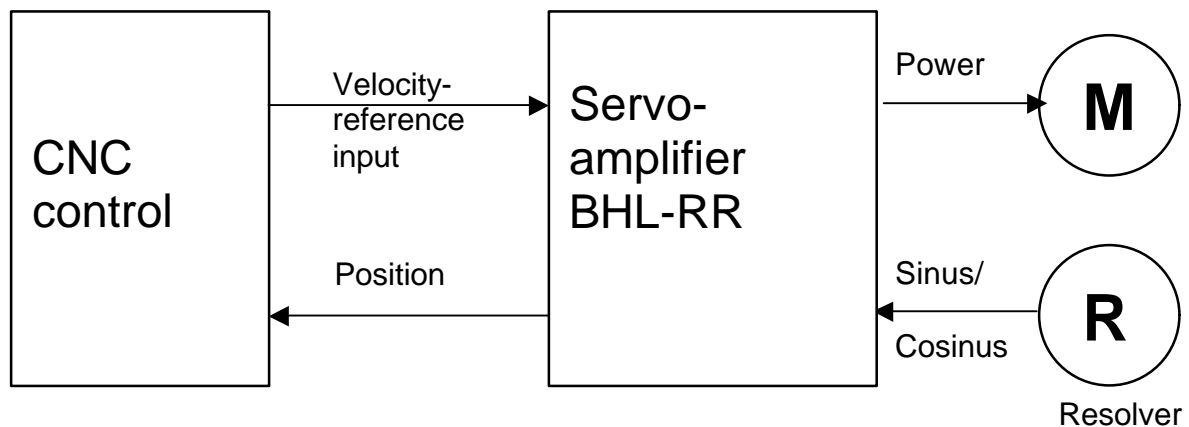 CNC
control
Velocity-
reference
input
Position
Servo-
amplifier
BHL-RR
Power
M
Sinus/
Cosinus
R
Resolver